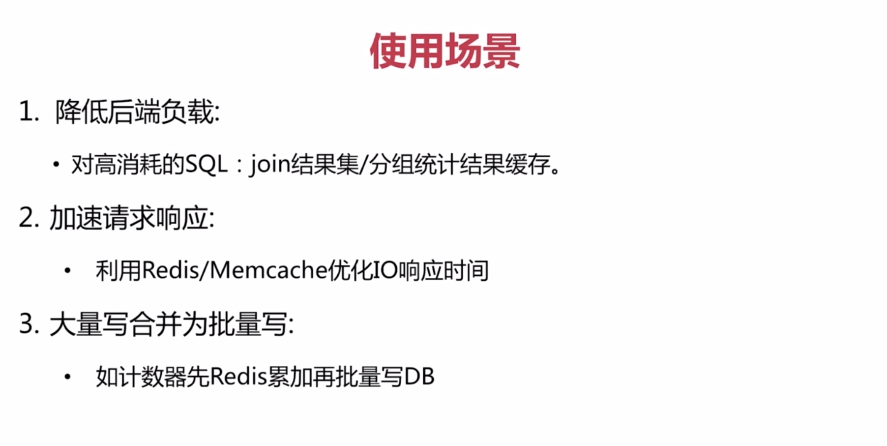 使用场景
1. 降低后端负载:
• 对高消耗的SQL：join结果集/分组统计结果缓存。
2. 加速请求响应:
• 利用Redis/Memcache优化IO响应时间
3. 大量写合并为批量写:
• 如计数器先Redis累加再批量写DB